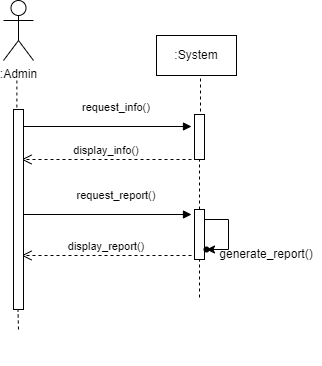 :Admin
:System
request_info()
display_info()
request_report()
display_report()
generate_report()